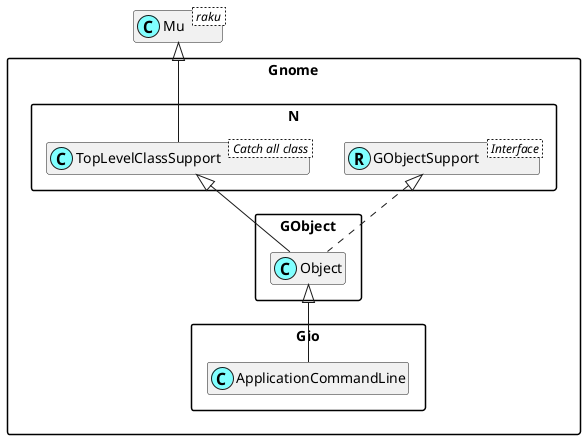 C Mu raku
Gnome
N
C TopLevelClassSupport Catch all class
R GObjectSupport Interface
GObject
C Object
Gio
C ApplicationCommandLine